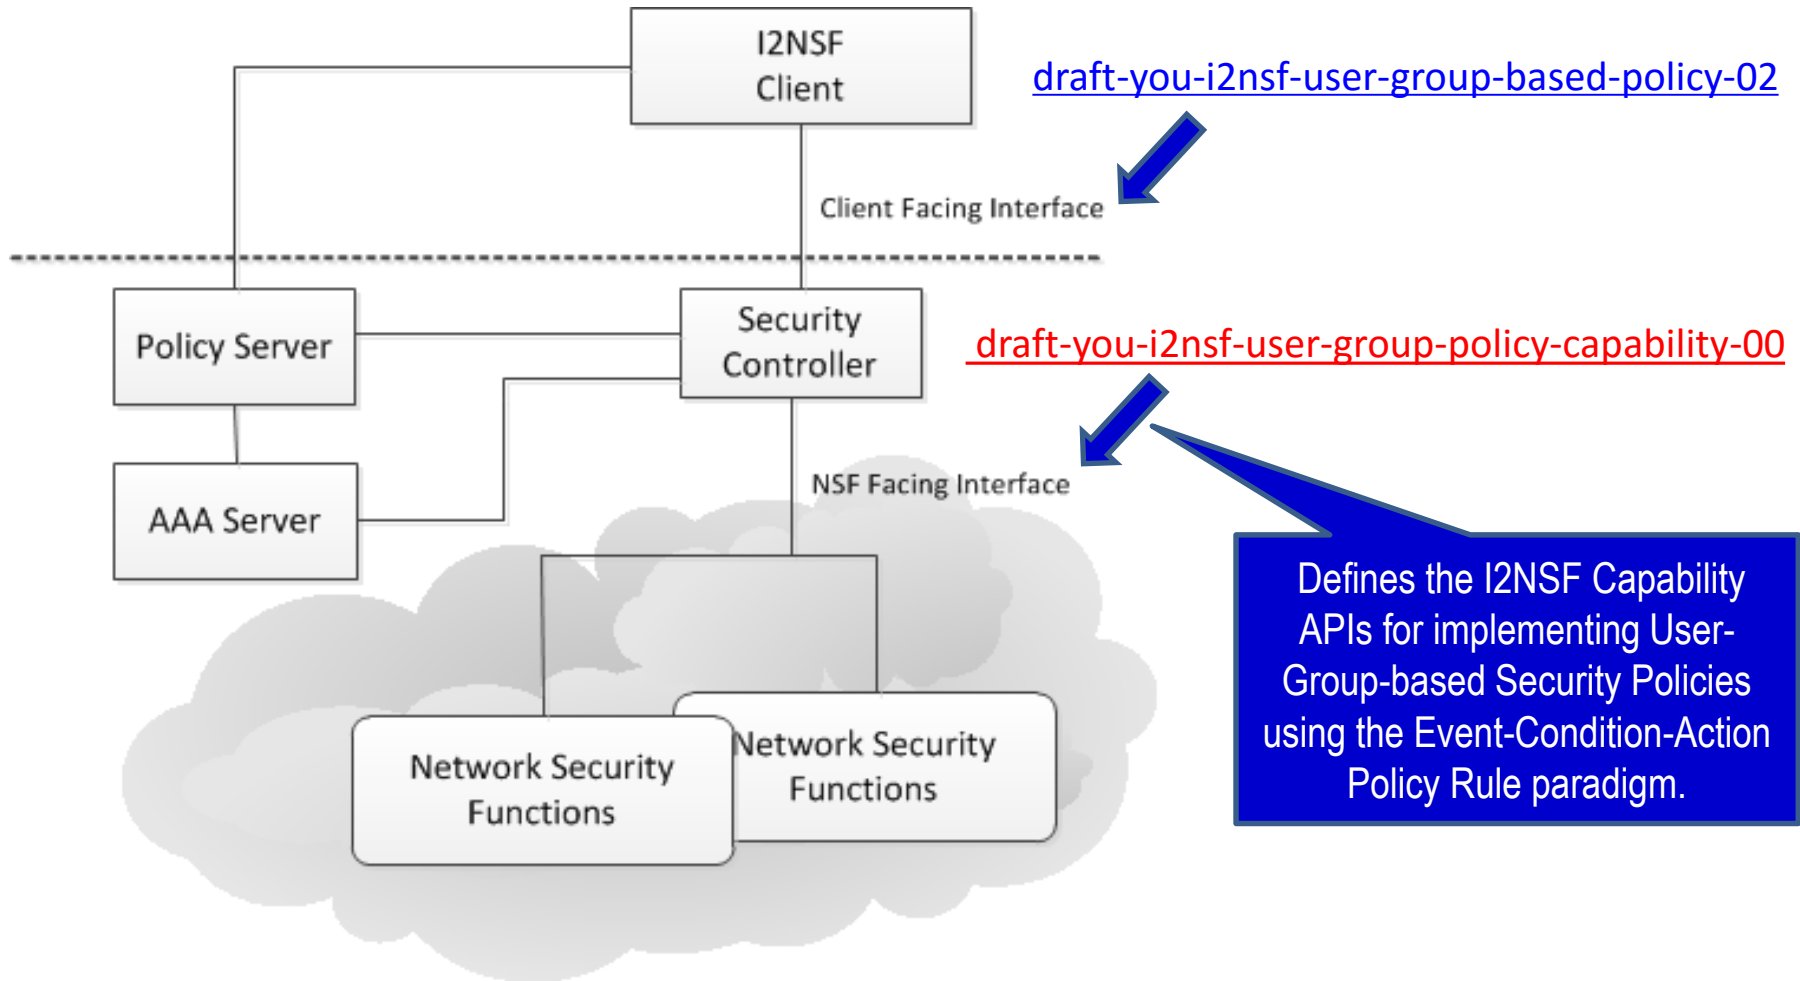 I2NSF
Client
draft-you-i2nsf-user-group-based-policy-02
Client Facing Interface
Policy Server
Security
Controller
draft-you-i2nsf-user-group-policy-capability-00
AAA Server
NSF Facing Interface
Defines the I2NSF Capability
APIs for implementing User-
Group-based Security Policies
using the Event-Condition-Action
Policy Rule paradigm.
Network Security
Functions
Network Security
Functions